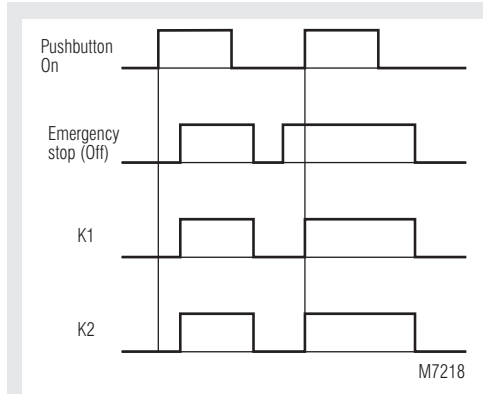 Pushbutton
On
Emergency
stop (Off)
K1
K2
M7218